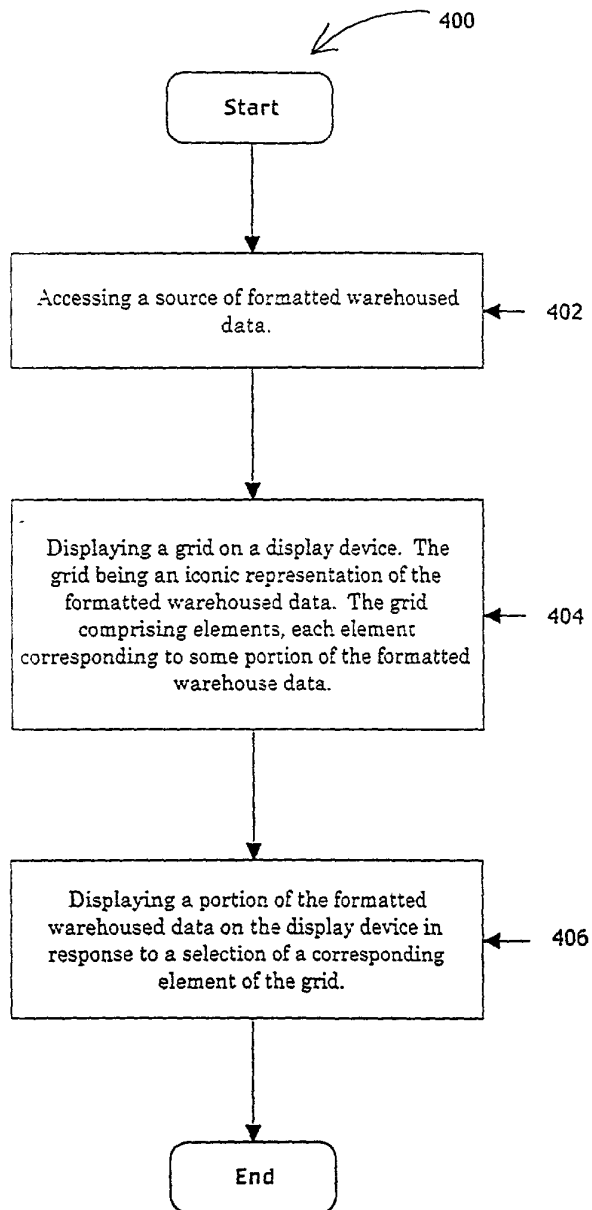 400
Start
Accessing a source of formatted warehoused
data.
402
Displaying a grid on a display device. The
grid being an iconic representation of the
formatted warehoused data. The grid
comprising elements, each element
corresponding to some portion of the formatted
warehouse data.
404
Displaying a portion of the formatted
warehoused data on the display device in
response to a selection of a corresponding
element of the grid.
406
End